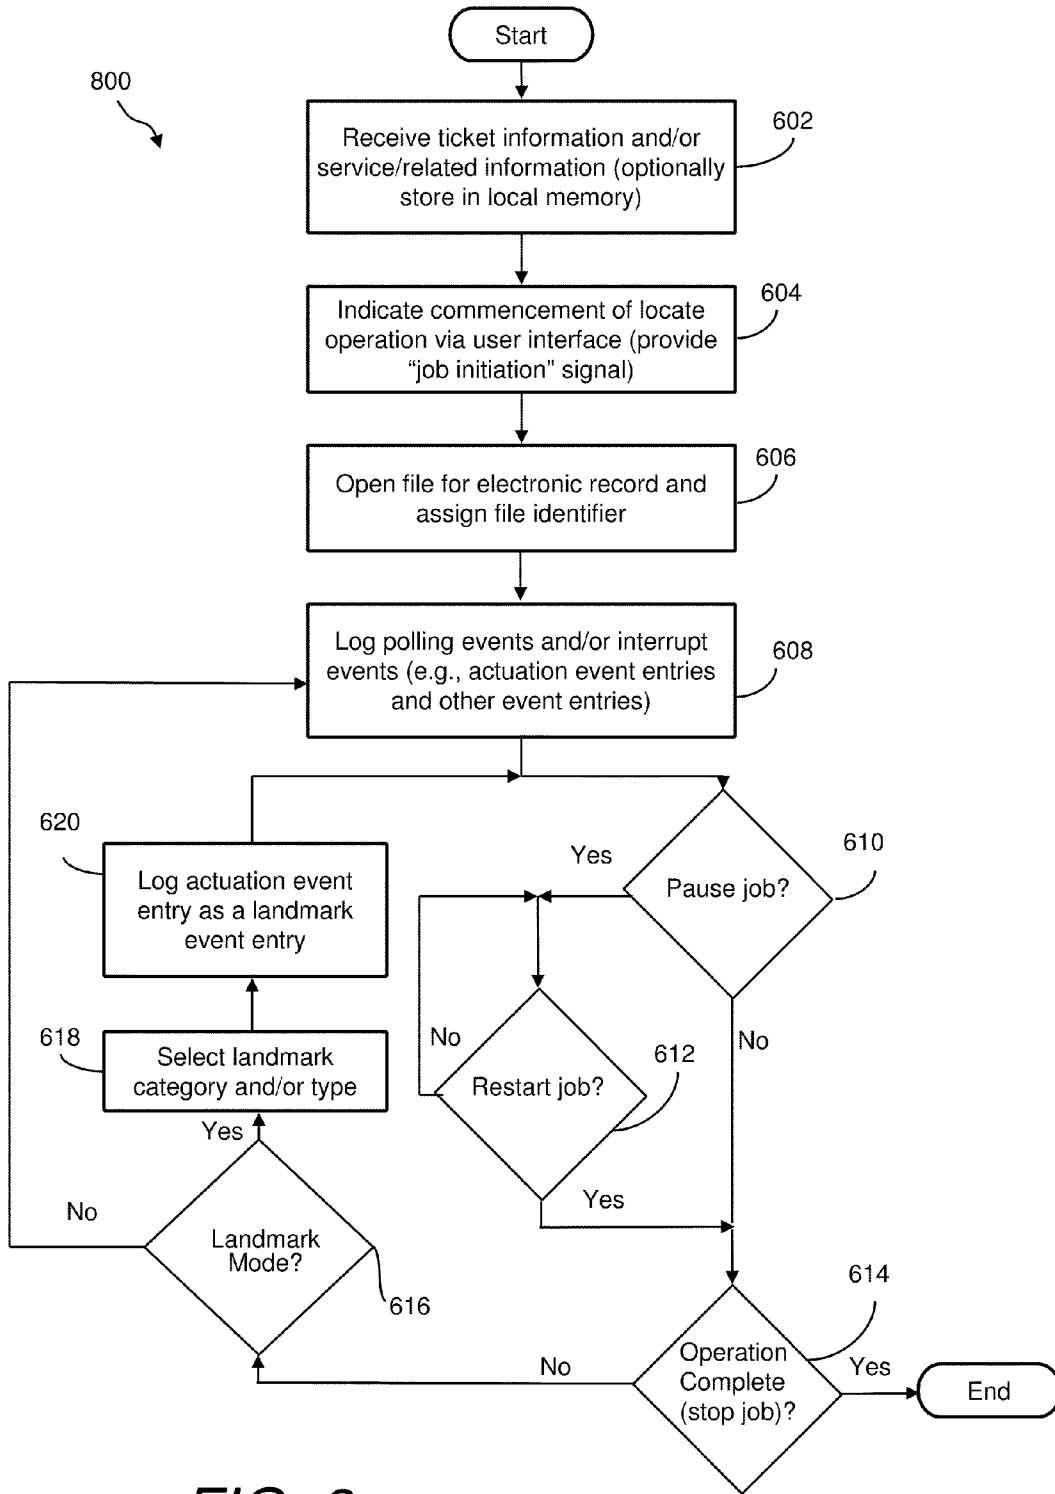 Start
800
602
Receive ticket information and/or
service/related information (optionally
store in local memory)
604
Indicate commencement of locate
operation via user interface (provide
“job initiation” signal)
606
Open file for electronic record and
assign file identifier
608
Log polling events and/or interrupt
events (e.g., actuation event entries
and other event entries)
620
Log actuation event
entry as a landmark
event entry
Yes
610
Pause job?
618
Select landmark
category and/or type
No
Restart job?
612
No
Yes
No
Landmark
Mode?
616
Yes
614
Operation
Complete
(stop job)?
No
Yes
End